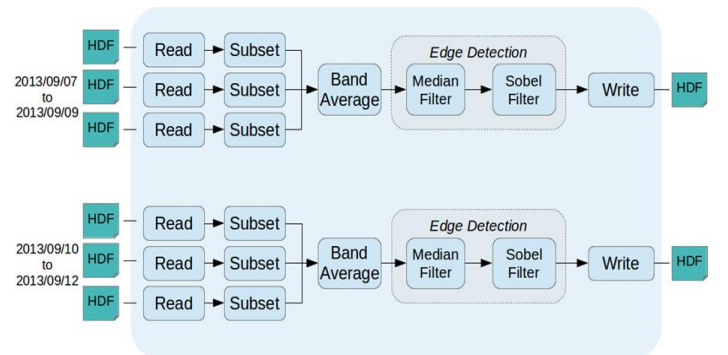 HDF Read Subset
Edge Detection
2013/09/07
to
2013/09/09
HDF Read Subset
Band
Average
Median
Filter
Sobel
Filter
Write
HDF
HDF Read Subset
HDF Read Subset
Edge Detection
2013/09/10
to
2013/09/12
HDF Read Subset
Band
Average
Median
Filter
Sobel
Filter
Write
HDF
HDF Read Subset